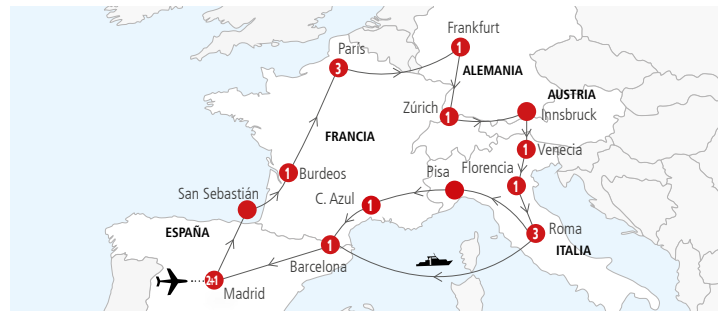 Frankfurt
1
París
3
ALEMANIA
AUSTRIA
Zúrich
1
Innsbruck
FRANCIA
1
Venecia
1
Burdeos
Pisa
Florencia
1
San Sebastián
C. Azul
1
Roma
3
ESPAÑA
ITALIA
1
Barcelona
2+1
Madrid